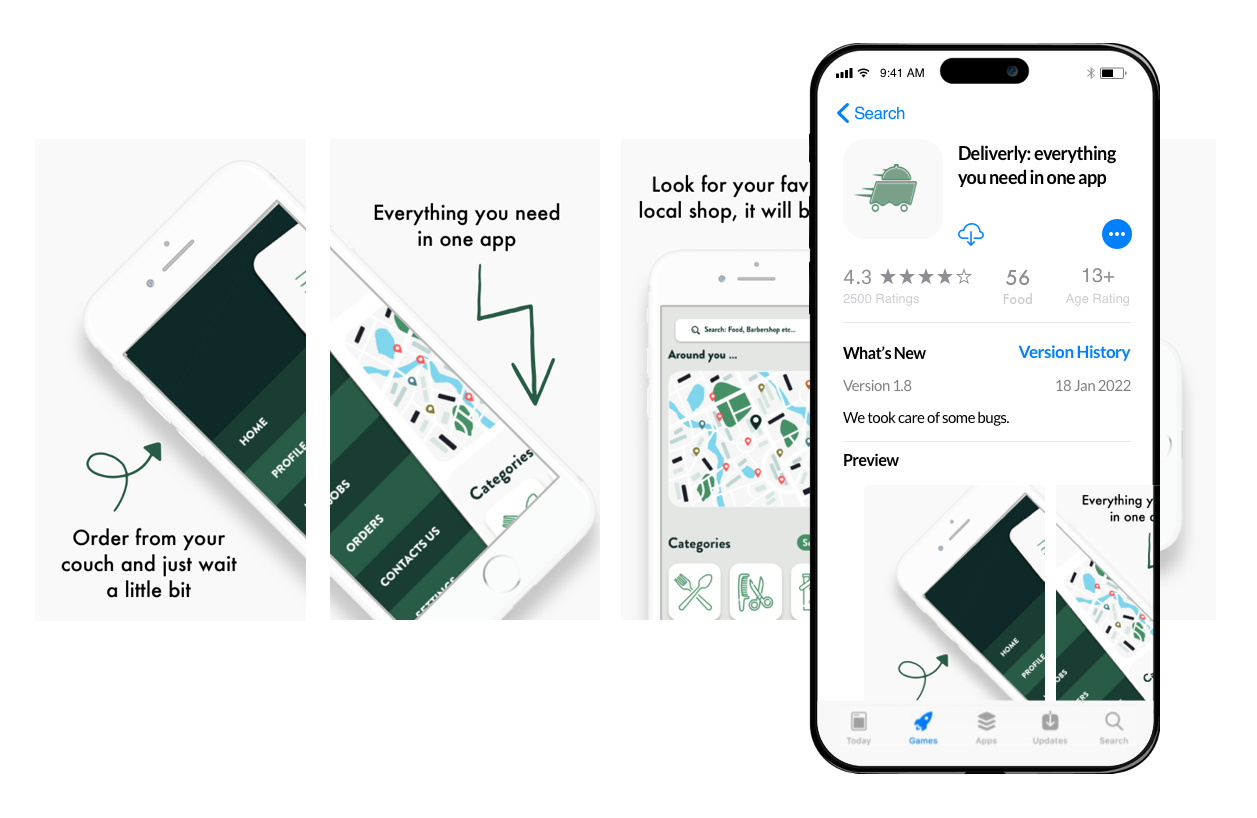 HOME
PROFILE
Order from your
couch and just wait
a little bit
Everything you need
in one app
Categories
ORDERS
CONTACTS US
SETTINGS
Look for your fav
local shop, it will b
Search: Food, Barbershop etc...
Around you ...
Categories
9:41 AM
Search
Deliverly: everything
you need in one app
4.3
2500 Ratings
56
Food
13+
Age Rating
What's New
Version History
Version 1.8
18 Jan 2022
We took care of some bugs.
Preview
HOME
PROFILE
Everything y
in one
Today
Games
Apps
Updates
Search